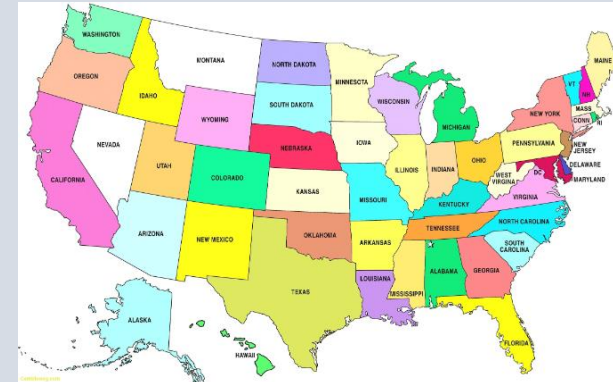 WASHINGTON
MONTANA
NORTH DAKOTA
MINNESOTA
MAINE
OREGON
IDAHO
WYOMING
SOUTH DAKOTA
WISCONSIN
MICHIGAN
VT
NH
NEW YORK
MASS
CONN
RI
NEVADA
UTAH
COLORADO
NEBRASKA
IOWA
ILLINOIS
INDIANA
OHIO
PENNSYLVANIA
NEW
JERSEY
DELAWARE
MARYLAND
DC
WEST
VIRGINIA
VIRGINIA
CALIFORNIA
KANSAS
MISSOURI
KENTUCKY
ARIZONA
NEW MEXICO
OKLAHOMA
ARKANSAS
TENNESSEE
NORTH CAROLINA
SOUTH
CAROLINA
TEXAS
LOUISIANA
MISSISSIPPI
ALABAMA
GEORGIA
FLORIDA
ALASKA
HAWAII